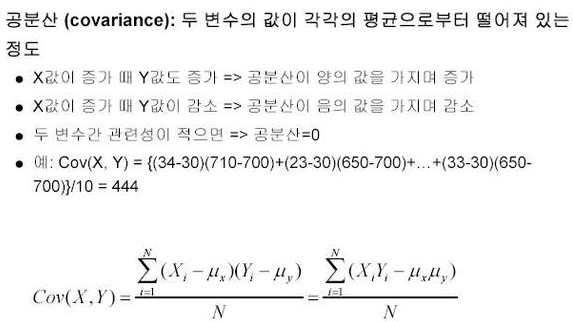 공분산 (covariance): 두 변수의 값이 각각의 평균으로부터 떨어져 있는
정도
● X값이 증가 때 Y값도 증가 => 공분산이 양의 값을 가지며 증가
● X값이 증가 때 Y값이 감소 => 공분산이 음의 값을 가지며 감소
● 두 변수간 관련성이 적으면 => 공분산=0
● 예: Cov(X, Y) = {(34-30)(710-700)+(23-30)(650-700)+…+(33-30)(650-
700)}/10 = 444
Cov(X,Y) = \frac{\sum_{i=1}^{N}(X_i - μ_x)(Y_i - μ_y)}{N} = \frac{\sum_{i=1}^{N}(X_iY_i - μ_xμ_y)}{N}